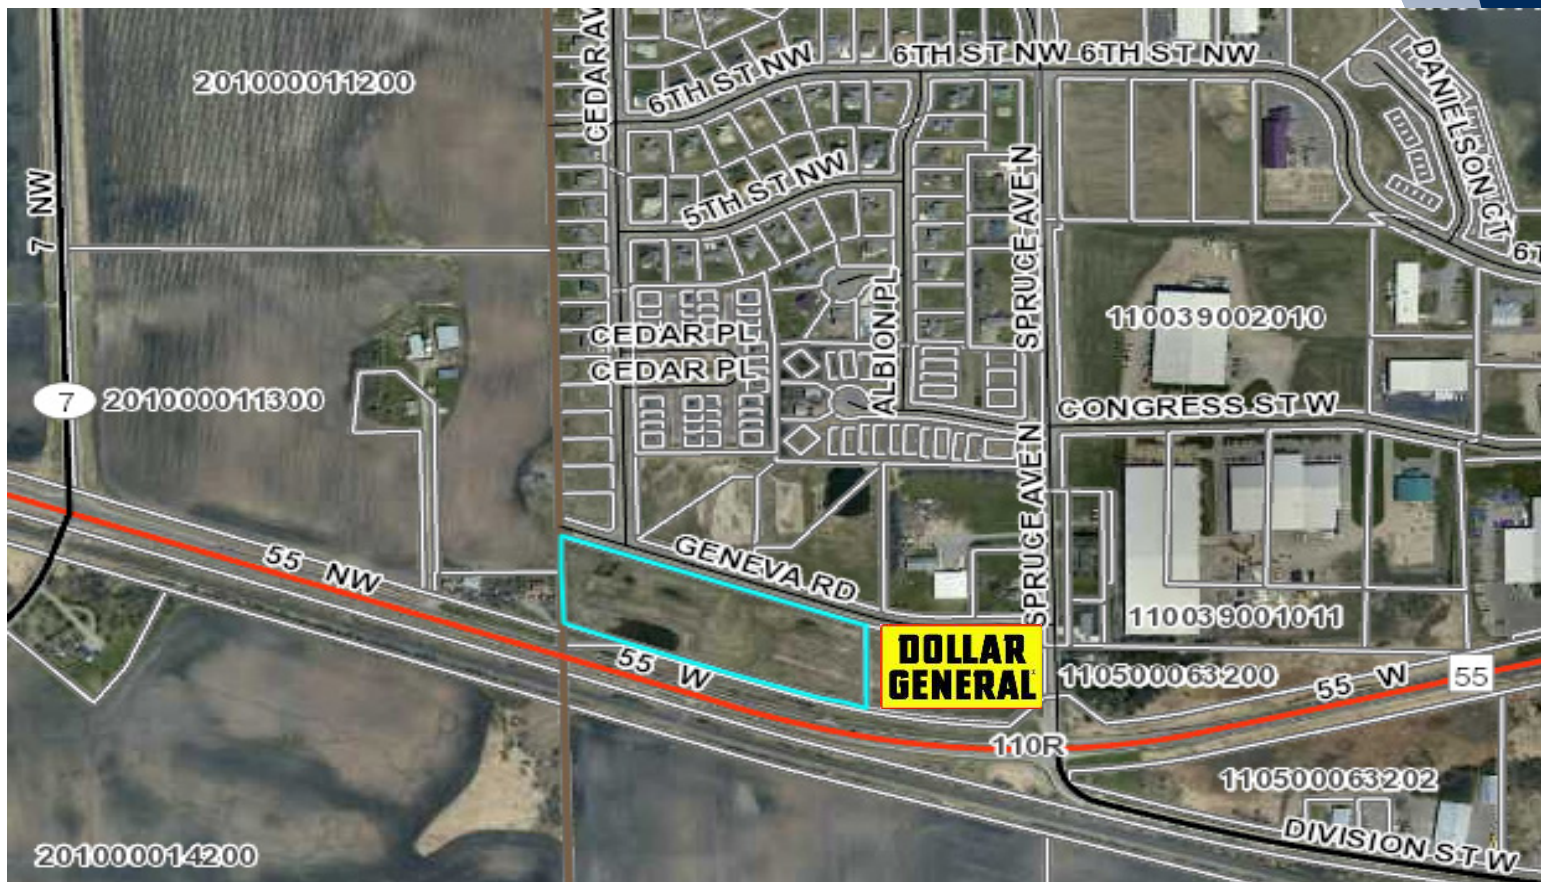 CEDAR AV
6TH ST NW
6TH ST NW
6TH ST NW
DANIELSON CT
201000011200
7 NW
5TH ST NW
SPRUCE AVE N
ALBION PL
110039002010
CEDAR PL
CEDAR PL
7
201000011300
CONGRESS ST W
SPRUCE AVE N
55 NW
GENEVA RD
110039001011
DOLLAR
GENERAL
55 W
110500063200
55 W
55
110R
110500063202
DIVISION ST W
201000014200